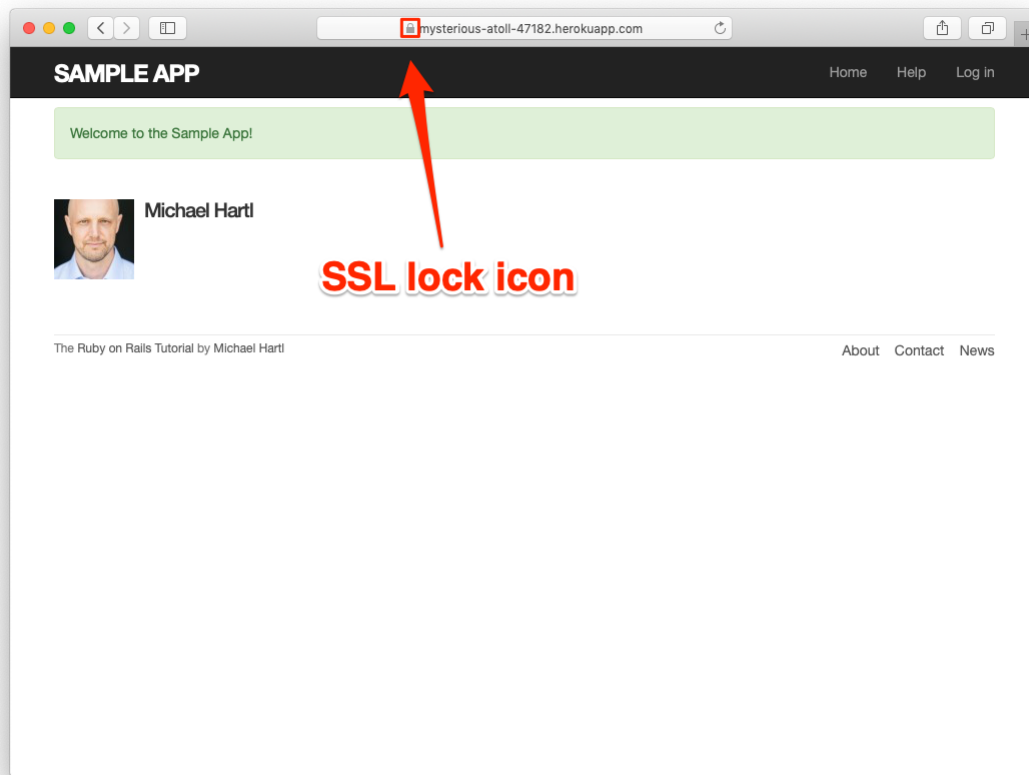 mysterious-atoll-47182.herokuapp.com
SAMPLE APP
Home Help Log in
Welcome to the Sample App!
Michael Hartl
SSL lock icon
The Ruby on Rails Tutorial by Michael Hartl
About Contact News